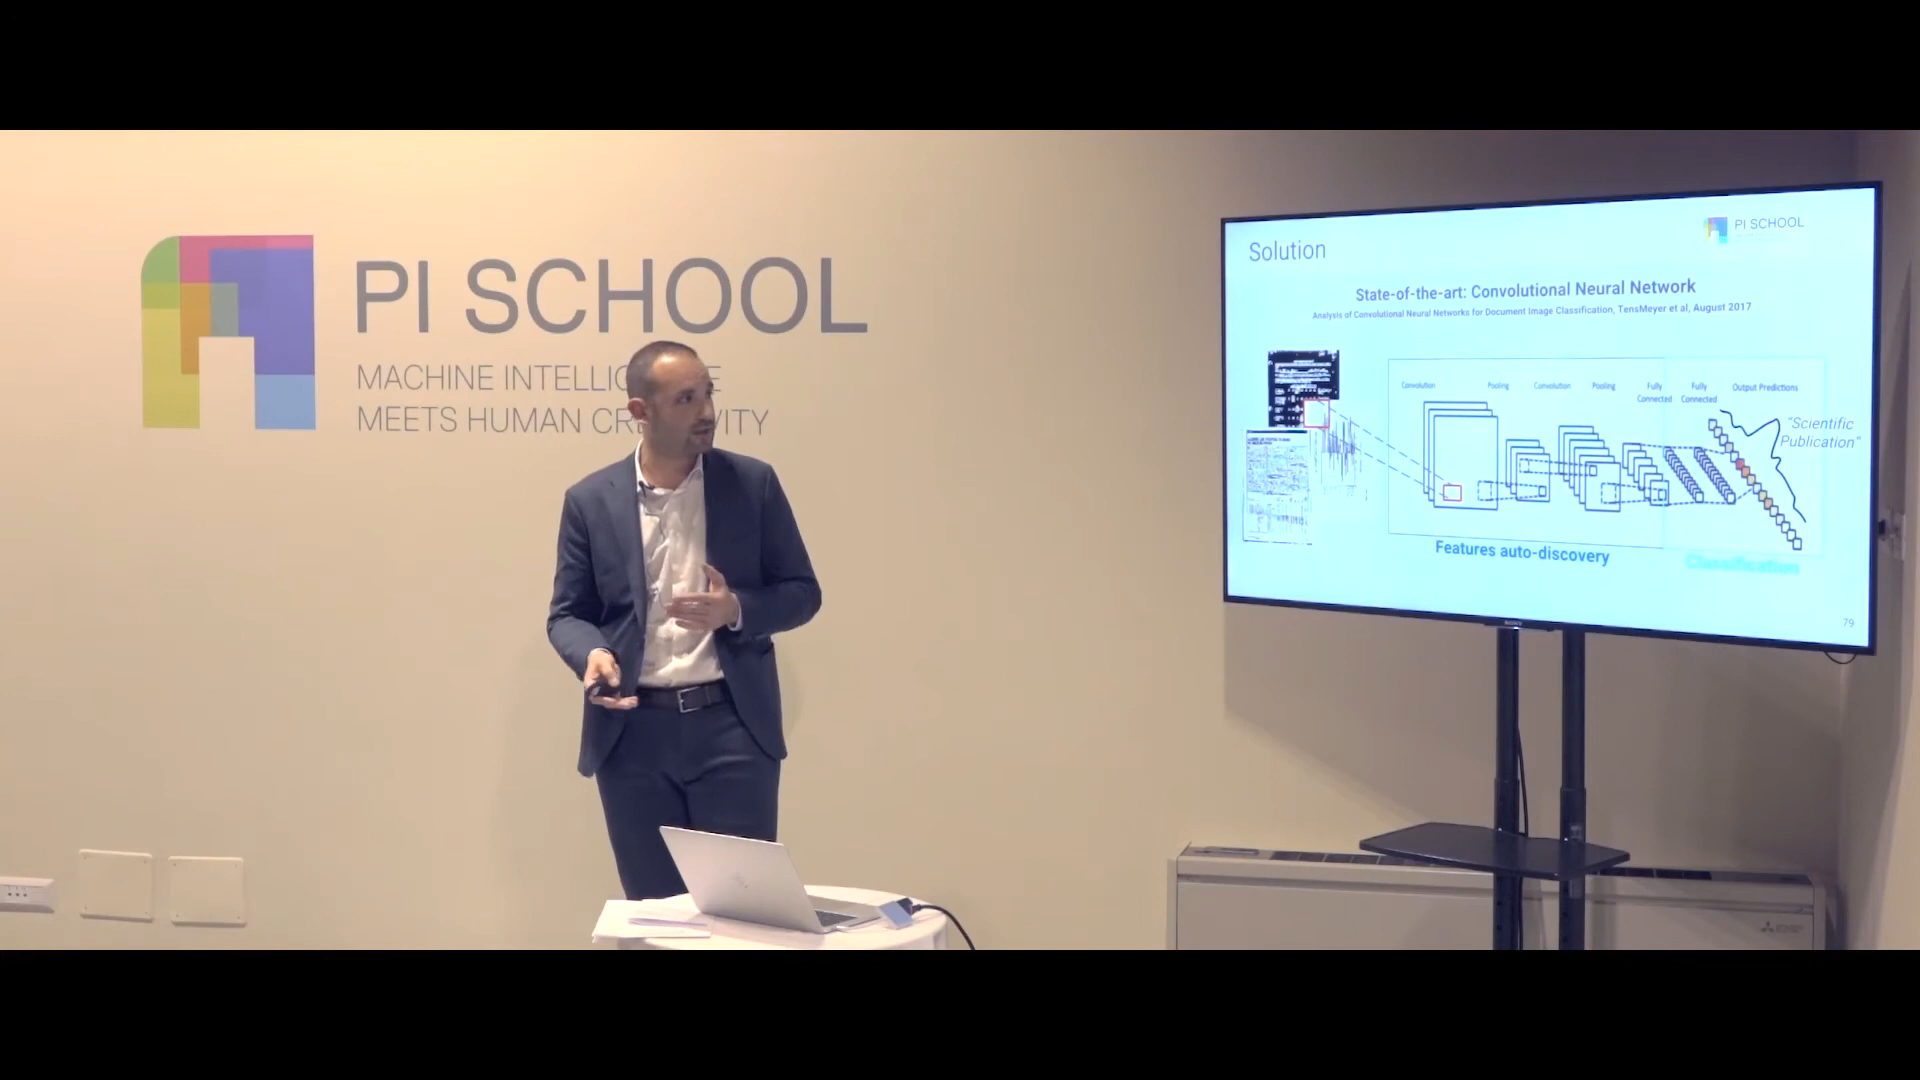 PI SCHOOL
MACHINE INTELLIG E
MEETS HUMAN CRE VITY
PI SCHOOL
Solution
State-of-the-art: Convolutional Neural Network
Analysis of Convolutional Neural Networks for Document Image Classification, TensMeyer et al, August 2017
Convolution Pooling Convolution Pooling Fully Connected Fully Connected Output Predictions
"Scientific
Publication"
Features auto-discovery
Classification
79
SONY